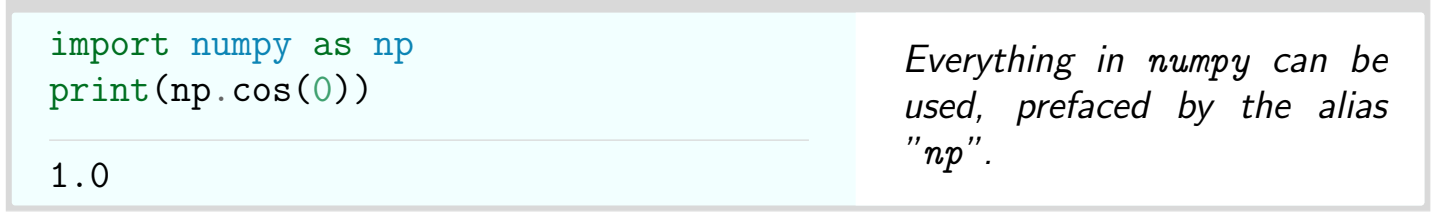 import numpy as np
print(np.cos(0))
1.0
Everything in numpy can be
used, prefaced by the alias
”np”.